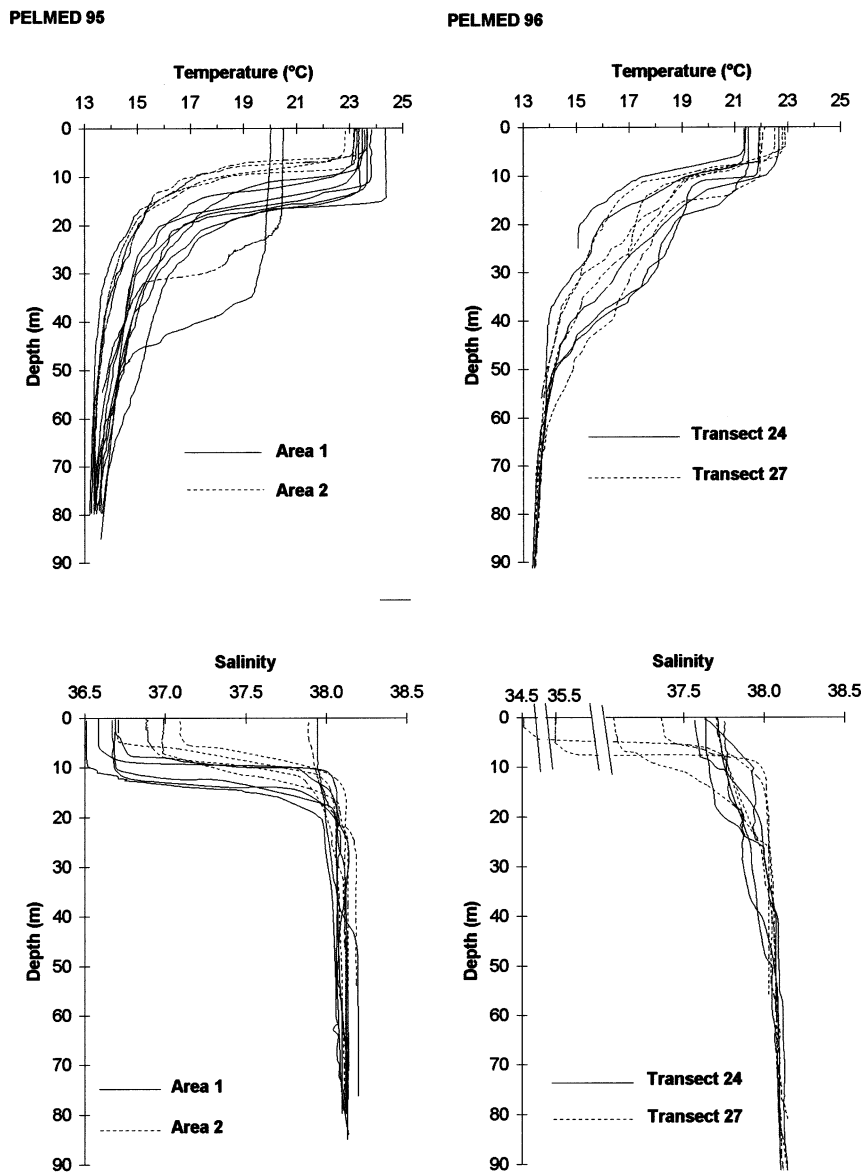 PELMED 95
PELMED 96
Temperature (°C)
13 15 17 19 21 23 25
0
10
20
30
40
50
60
70
80
90
Depth (m)
Area 1
Area 2
Temperature (°C)
13 15 17 19 21 23 25
0
10
20
30
40
50
60
70
80
90
Depth (m)
Transect 24
Transect 27
Salinity
36.5 37.0 37.5 38.0 38.5
0
10
20
30
40
50
60
70
80
90
Depth (m)
Area 1
Area 2
Salinity
34.5 35.5 37.5 38.0 38.5
0
10
20
30
40
50
60
70
80
90
Depth (m)
Transect 24
Transect 27